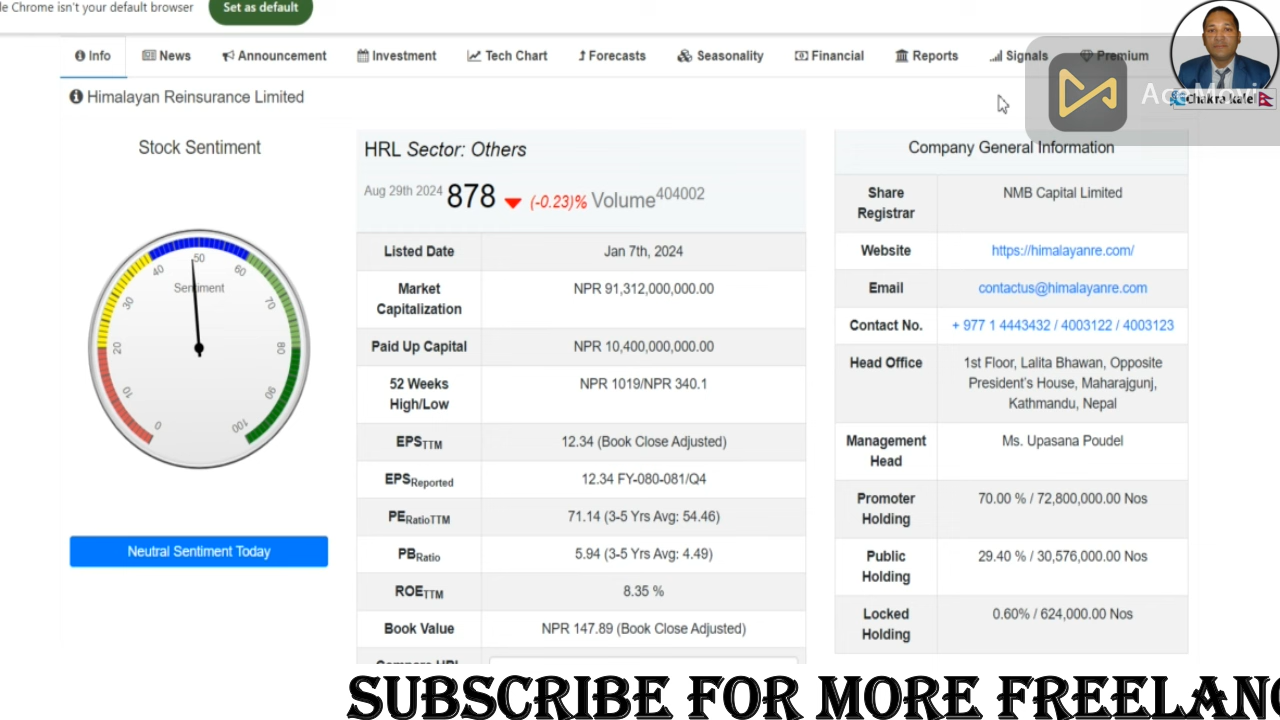 le Chrome isn't your default browser
Set as default
Info News Announcement Investment Tech Chart Forecasts Seasonality Financial Reports Signals Premium
Himalayan Reinsurance Limited
AceMovi
Chakra kafel
Stock Sentiment
0 10 20 30 40 50 60 70 80 90 100
Sentiment
Neutral Sentiment Today
HRL Sector: Others
Aug 29th 2024 878 (-0.23)% Volume 404002
Listed Date Jan 7th, 2024
Market Capitalization NPR 91,312,000,000.00
Paid Up Capital NPR 10,400,000,000.00
52 Weeks High/Low NPR 1019/NPR 340.1
EPSTTM 12.34 (Book Close Adjusted)
EPSReported 12.34 FY-080-081/Q4
PERatioTTM 71.14 (3-5 Yrs Avg: 54.46)
PBRatio 5.94 (3-5 Yrs Avg: 4.49)
ROETTM 8.35 %
Book Value NPR 147.89 (Book Close Adjusted)
Compare HRL
Company General Information
Share Registrar NMB Capital Limited
Website https://himalayanre.com/
Email contactus@himalayanre.com
Contact No. + 977 1 4443432 / 4003122 / 4003123
Head Office 1st Floor, Lalita Bhawan, Opposite
President's House, Maharajgunj,
Kathmandu, Nepal
Management Head Ms. Upasana Poudel
Promoter Holding 70.00 % / 72,800,000.00 Nos
Public Holding 29.40 % / 30,576,000.00 Nos
Locked Holding 0.60% / 624,000.00 Nos
SUBSCRIBE FOR MORE FREELANC